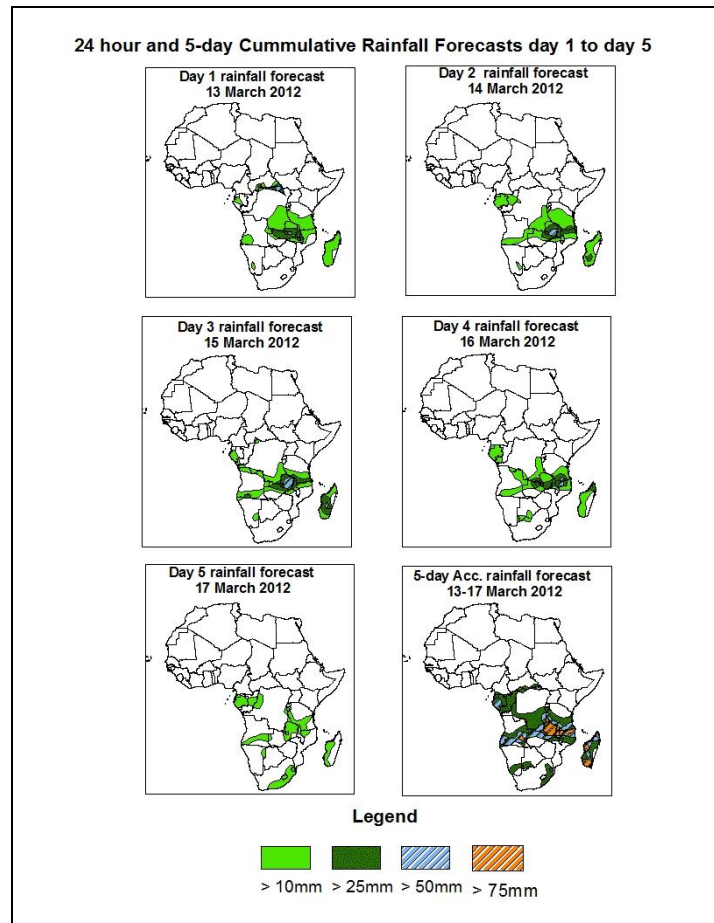 24 hour and 5-day Cummulative Rainfall Forecasts day 1 to day 5
Day 1 rainfall forecast
13 March 2012
Day 2 rainfall forecast
14 March 2012
Day 3 rainfall forecast
15 March 2012
Day 4 rainfall forecast
16 March 2012
Day 5 rainfall forecast
17 March 2012
5-day Acc. rainfall forecast
13-17 March 2012
Legend
> 10mm > 25mm > 50mm > 75mm